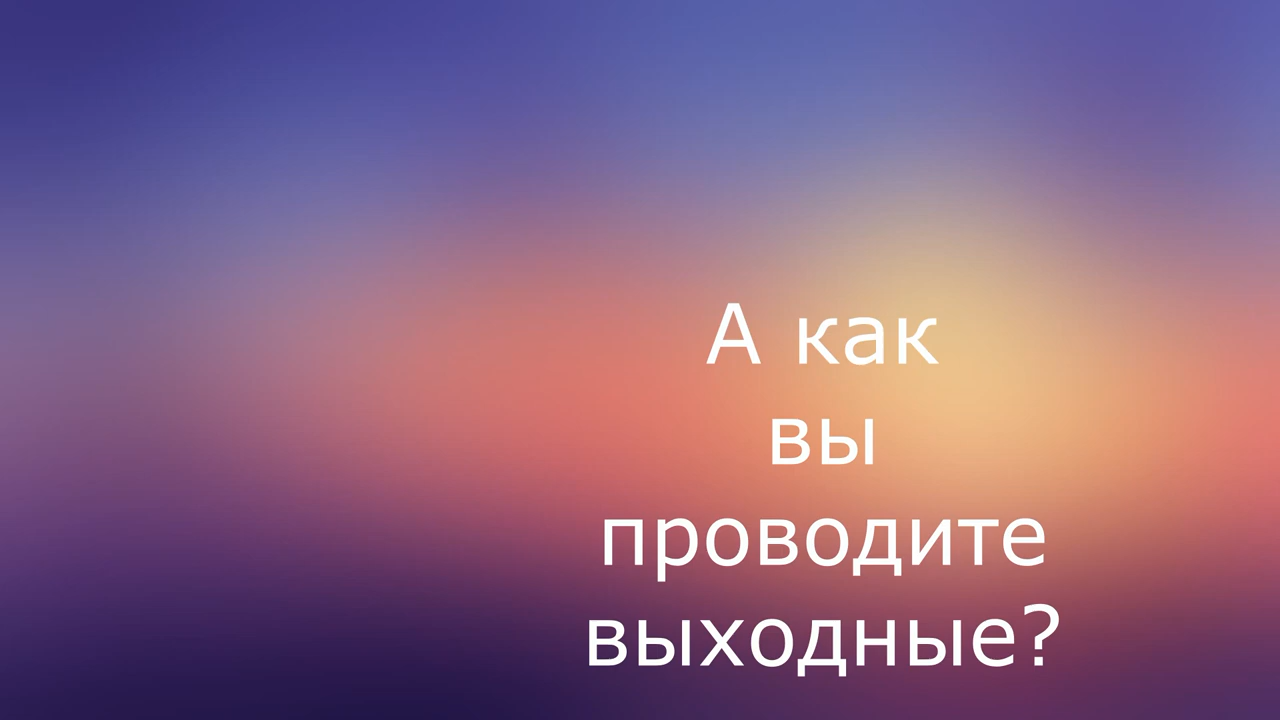 А как
вы
проводите
выходные?